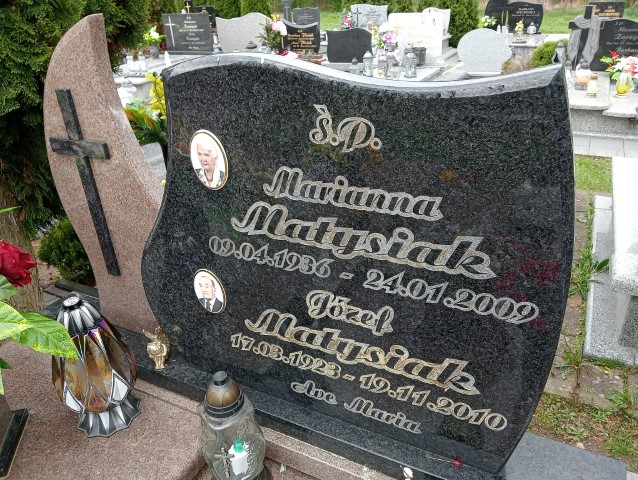 Ś.P.
Marianna
Matysiak
09.04.1936 - 24.01.2009
Józef
Matysiak
17.03.1923 - 19.11.2010
Ave Maria